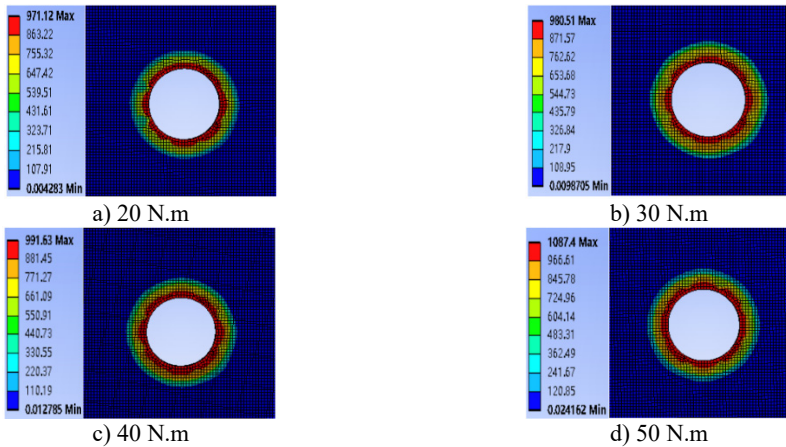 971.12 Max
863.22
755.32
647.42
539.51
431.61
323.71
215.81
107.91
0.004283 Min
a) 20 N.m
980.51 Max
871.57
762.62
653.68
544.73
435.79
326.84
217.9
108.95
0.0098705 Min
b) 30 N.m
991.63 Max
881.45
771.27
661.09
550.91
440.73
330.55
220.37
110.19
0.012785 Min
c) 40 N.m
1087.4 Max
966.61
845.78
724.96
604.14
483.31
362.49
241.67
120.85
0.024162 Min
d) 50 N.m